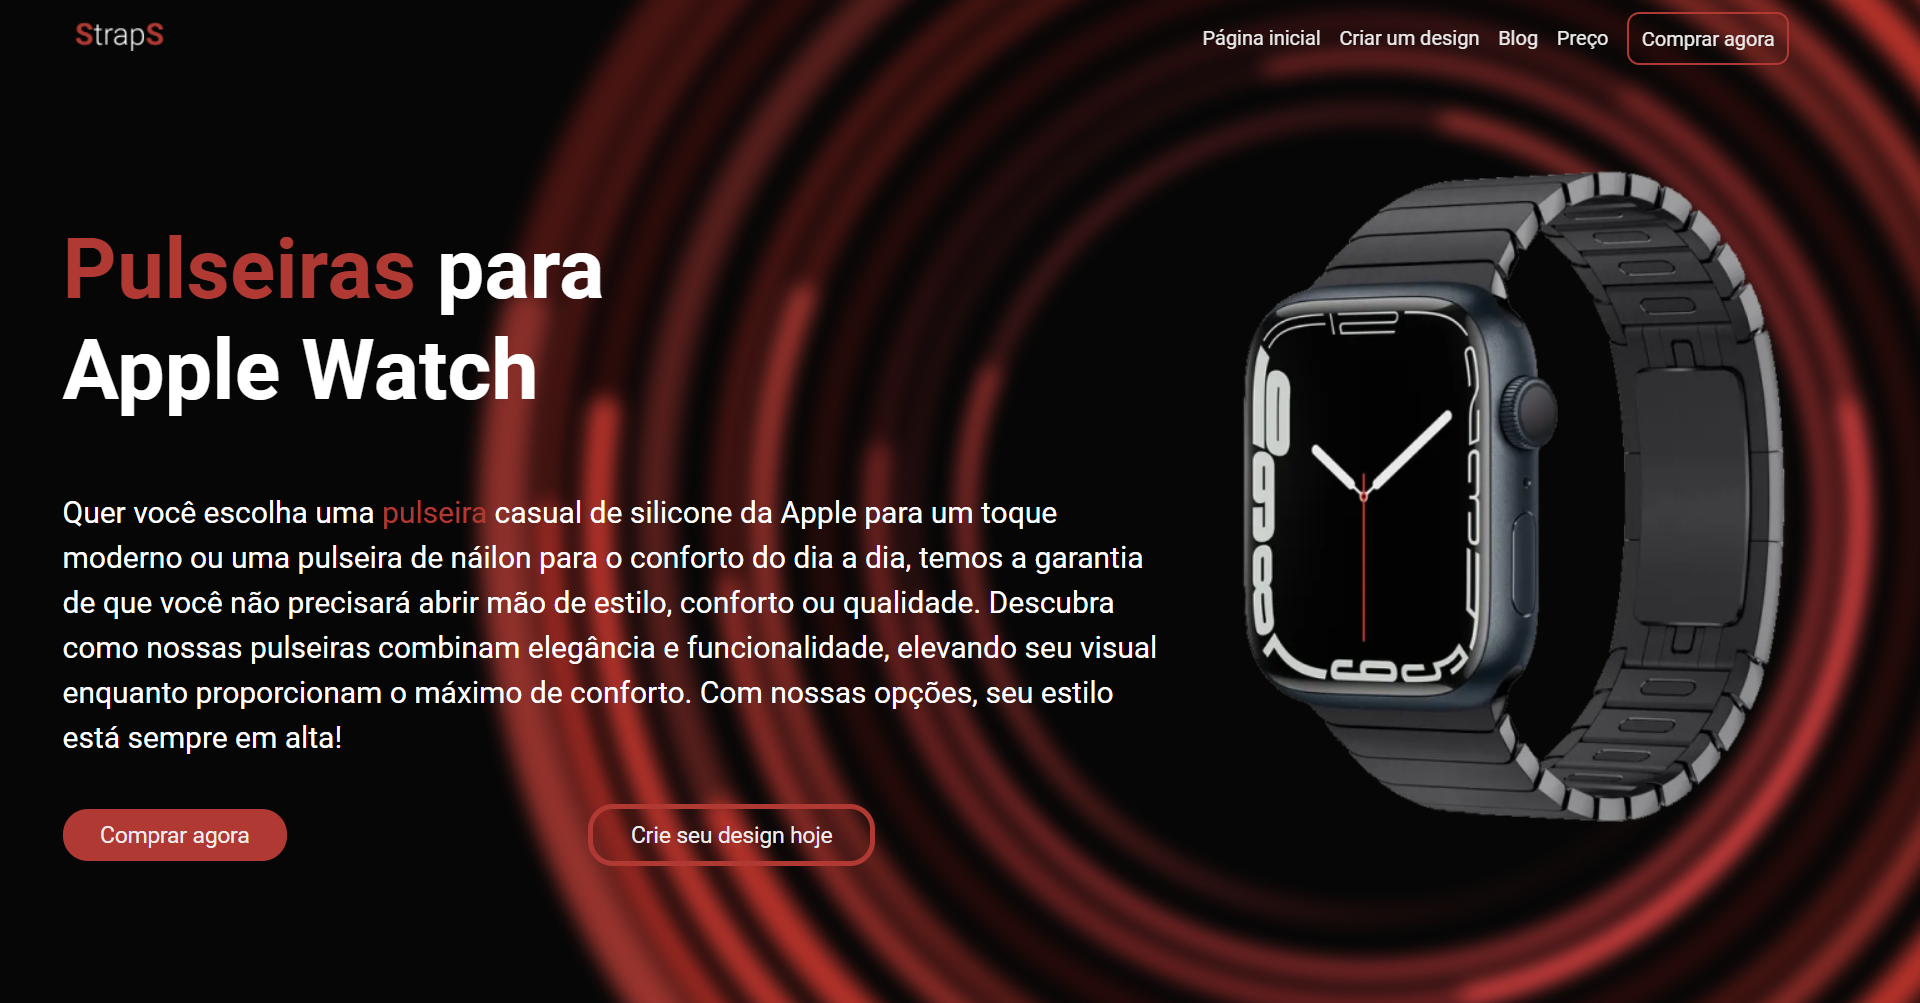 StrapS
Página inicial Criar um design Blog Preço Comprar agora
Pulseiras para
Apple Watch
Quer você escolha uma pulseira casual de silicone da Apple para um toque
moderno ou uma pulseira de náilon para o conforto do dia a dia, temos a garantia
de que você não precisará abrir mão de estilo, conforto ou qualidade. Descubra
como nossas pulseiras combinam elegância e funcionalidade, elevando seu visual
enquanto proporcionam o máximo de conforto. Com nossas opções, seu estilo
está sempre em alta!
Comprar agora
Crie seu design hoje